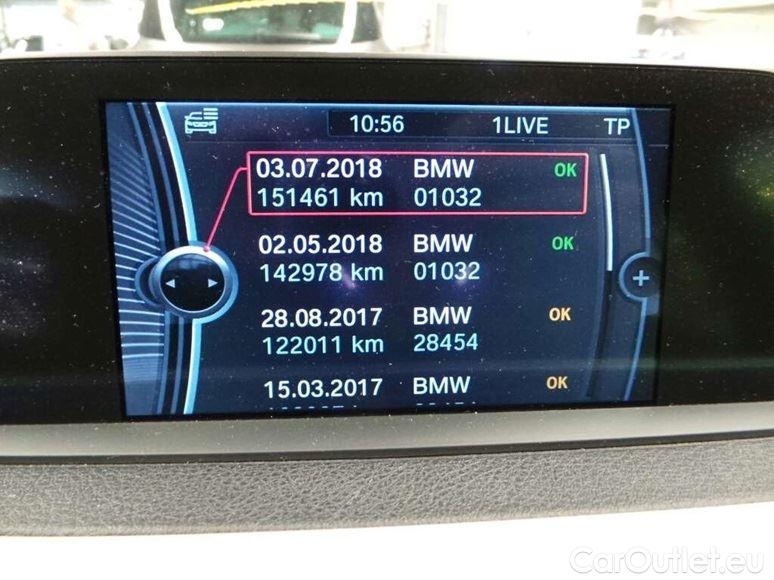 10:56 1LIVE TP
03.07.2018 BMW OK
151461 km 01032
02.05.2018 BMW OK
142978 km 01032
28.08.2017 BMW OK
122011 km 28454
15.03.2017 BMW OK
CarOutlet.eu